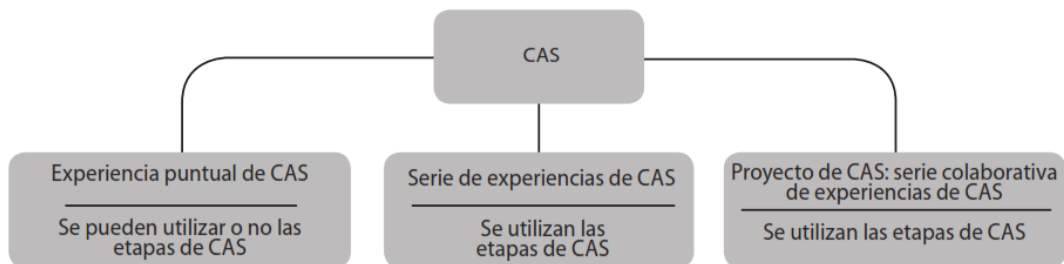 CAS
Experiencia puntual de CAS
Se pueden utilizar o no las
etapas de CAS
Serie de experiencias de CAS
Se utilizan las
etapas de CAS
Proyecto de CAS: serie colaborativa
de experiencias de CAS
Se utilizan las etapas de CAS